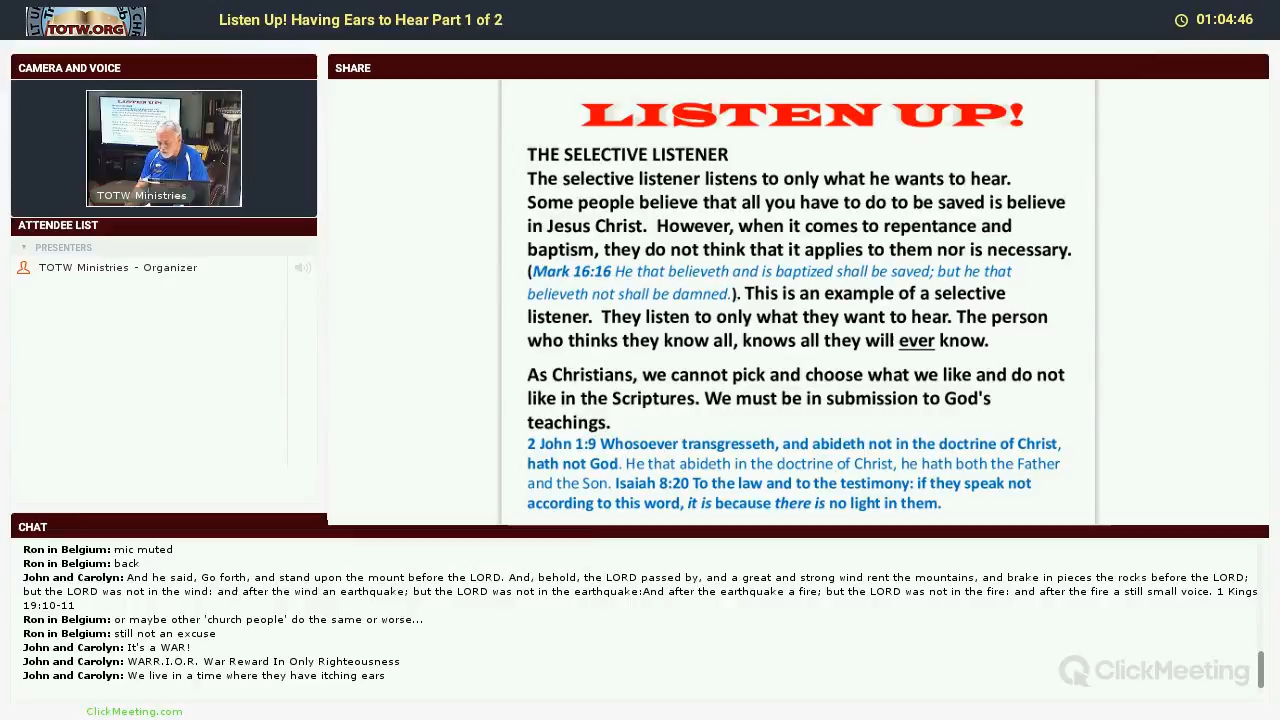 TOTW.ORG
Listen Up! Having Ears to Hear Part 1 of 2
01:04:46
CAMERA AND VOICE
LISTEN UP!
TOTW Ministries
ATTENDEE LIST
PRESENTERS
TOTW Ministries - Organizer
SHARE
LISTEN UP!
THE SELECTIVE LISTENER
The selective listener listens to only what he wants to hear.
Some people believe that all you have to do to be saved is believe
in Jesus Christ. However, when it comes to repentance and
baptism, they do not think that it applies to them nor is necessary.
(Mark 16:16 He that believeth and is baptized shall be saved; but he that
believeth not shall be damned.). This is an example of a selective
listener. They listen to only what they want to hear. The person
who thinks they know all, knows all they will ever know.
As Christians, we cannot pick and choose what we like and do not
like in the Scriptures. We must be in submission to God's
teachings.
2 John 1:9 Whosoever transgresseth, and abideth not in the doctrine of Christ,
hath not God. He that abideth in the doctrine of Christ, he hath both the Father
and the Son. Isaiah 8:20 To the law and to the testimony: if they speak not
according to this word, it is because there is no light in them.
CHAT
Ron in Belgium: mic muted
Ron in Belgium: back
John and Carolyn: And he said, Go forth, and stand upon the mount before the LORD. And, behold, the LORD passed by, and a great and strong wind rent the mountains, and brake in pieces the rocks before the LORD;
but the LORD was not in the wind: and after the wind an earthquake; but the LORD was not in the earthquake:And after the earthquake a fire; but the LORD was not in the fire: and after the fire a still small voice. 1 Kings
19:10-11
Ron in Belgium: or maybe other 'church people' do the same or worse...
Ron in Belgium: still not an excuse
John and Carolyn: It's a WAR!
John and Carolyn: WARR.I.O.R. War Reward In Only Righteousness
John and Carolyn: We live in a time where they have itching ears
ClickMeeting
ClickMeeting.com